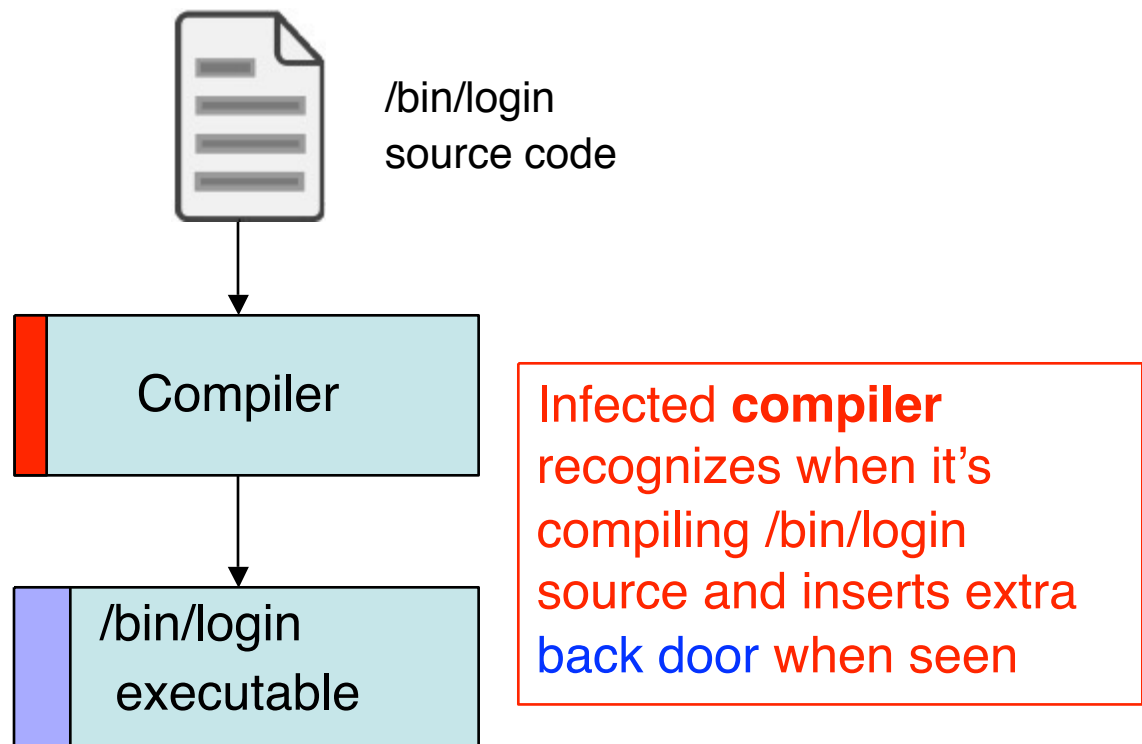 /bin/login
source code
Compiler
Infected compiler
recognizes when it’s
compiling /bin/login
source and inserts extra
back door when seen
/bin/login
executable